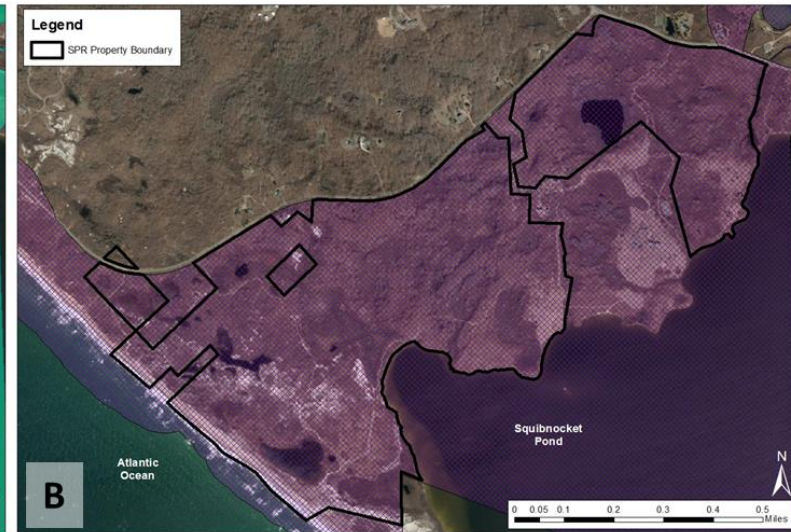 Legend
SPR Property Boundary
Squibnocket
Pond
Atlantic
Ocean
B
N
0 0.05 0.1 0.2 0.3 0.4 0.5
Miles